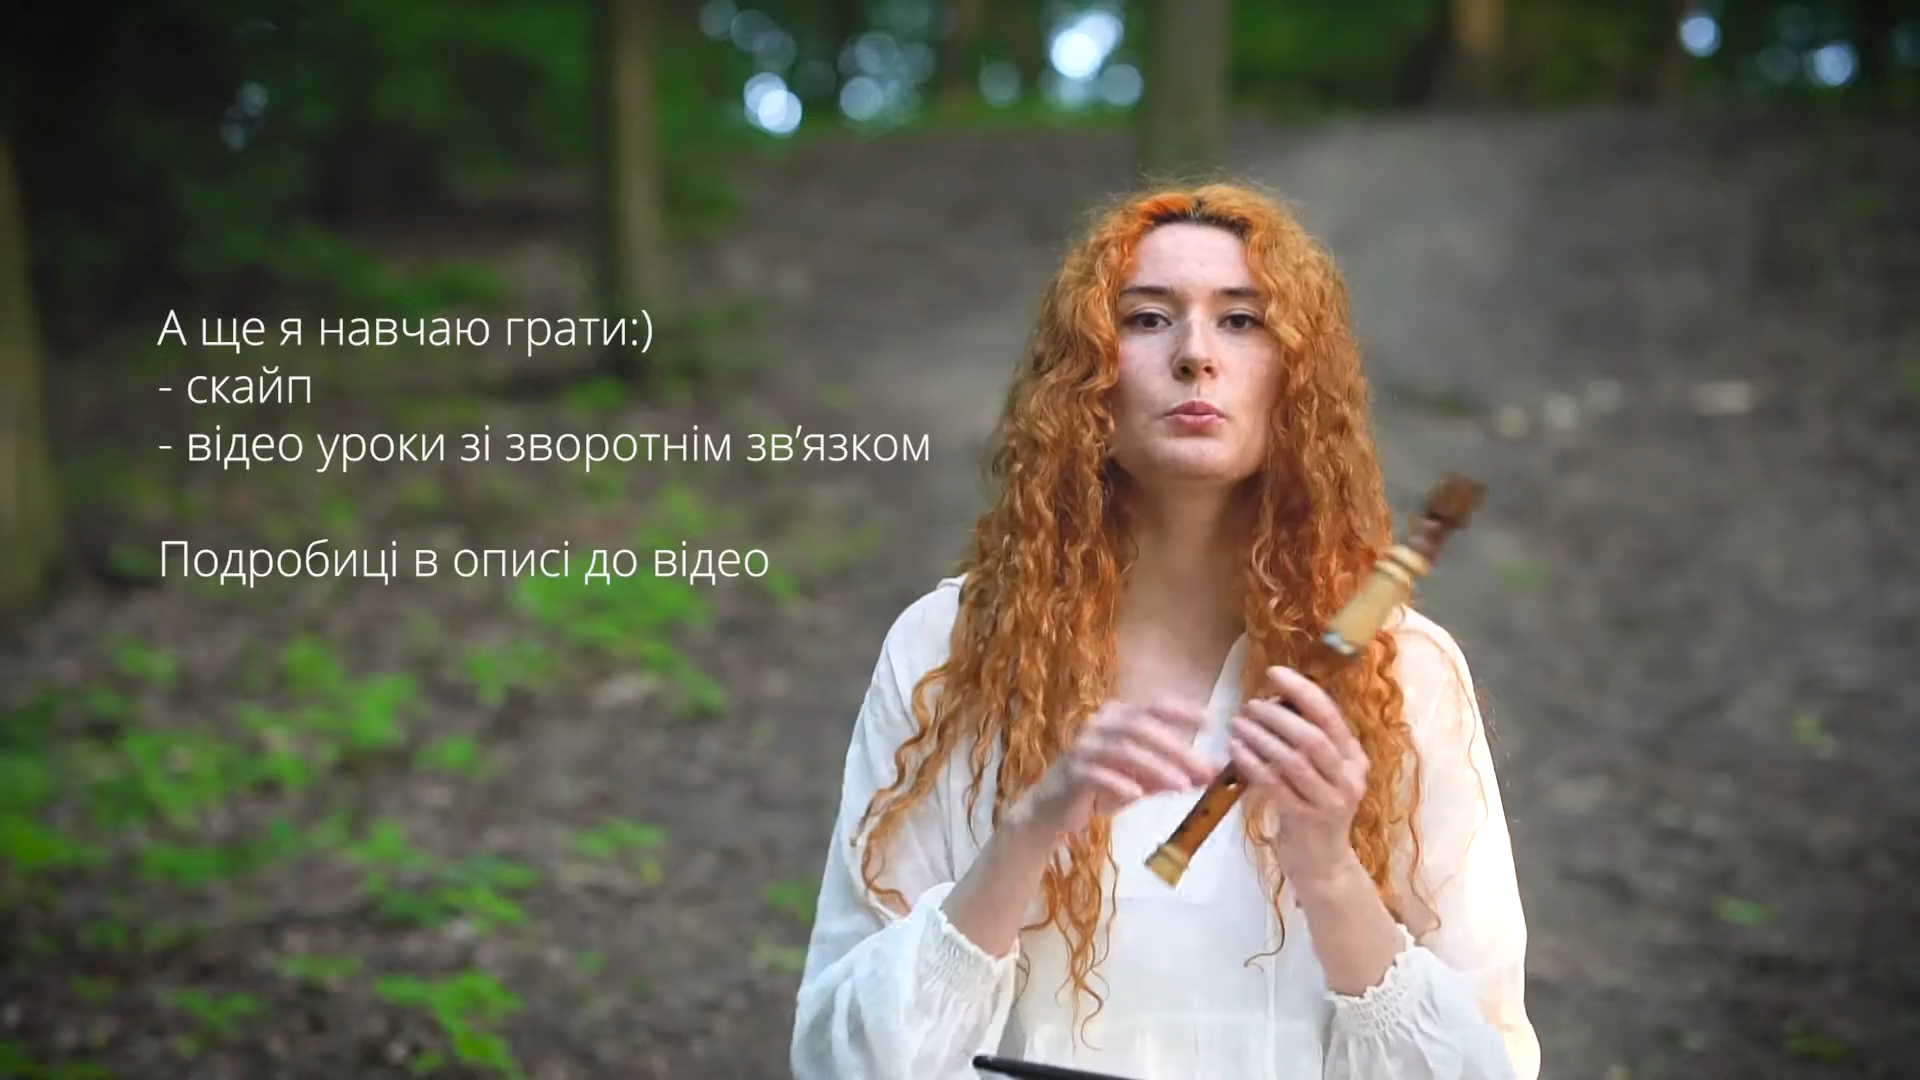 А ще я навчаю грати:)
- скайп
- відео уроки зі зворотнім зв’язком
Подробиці в описі до відео